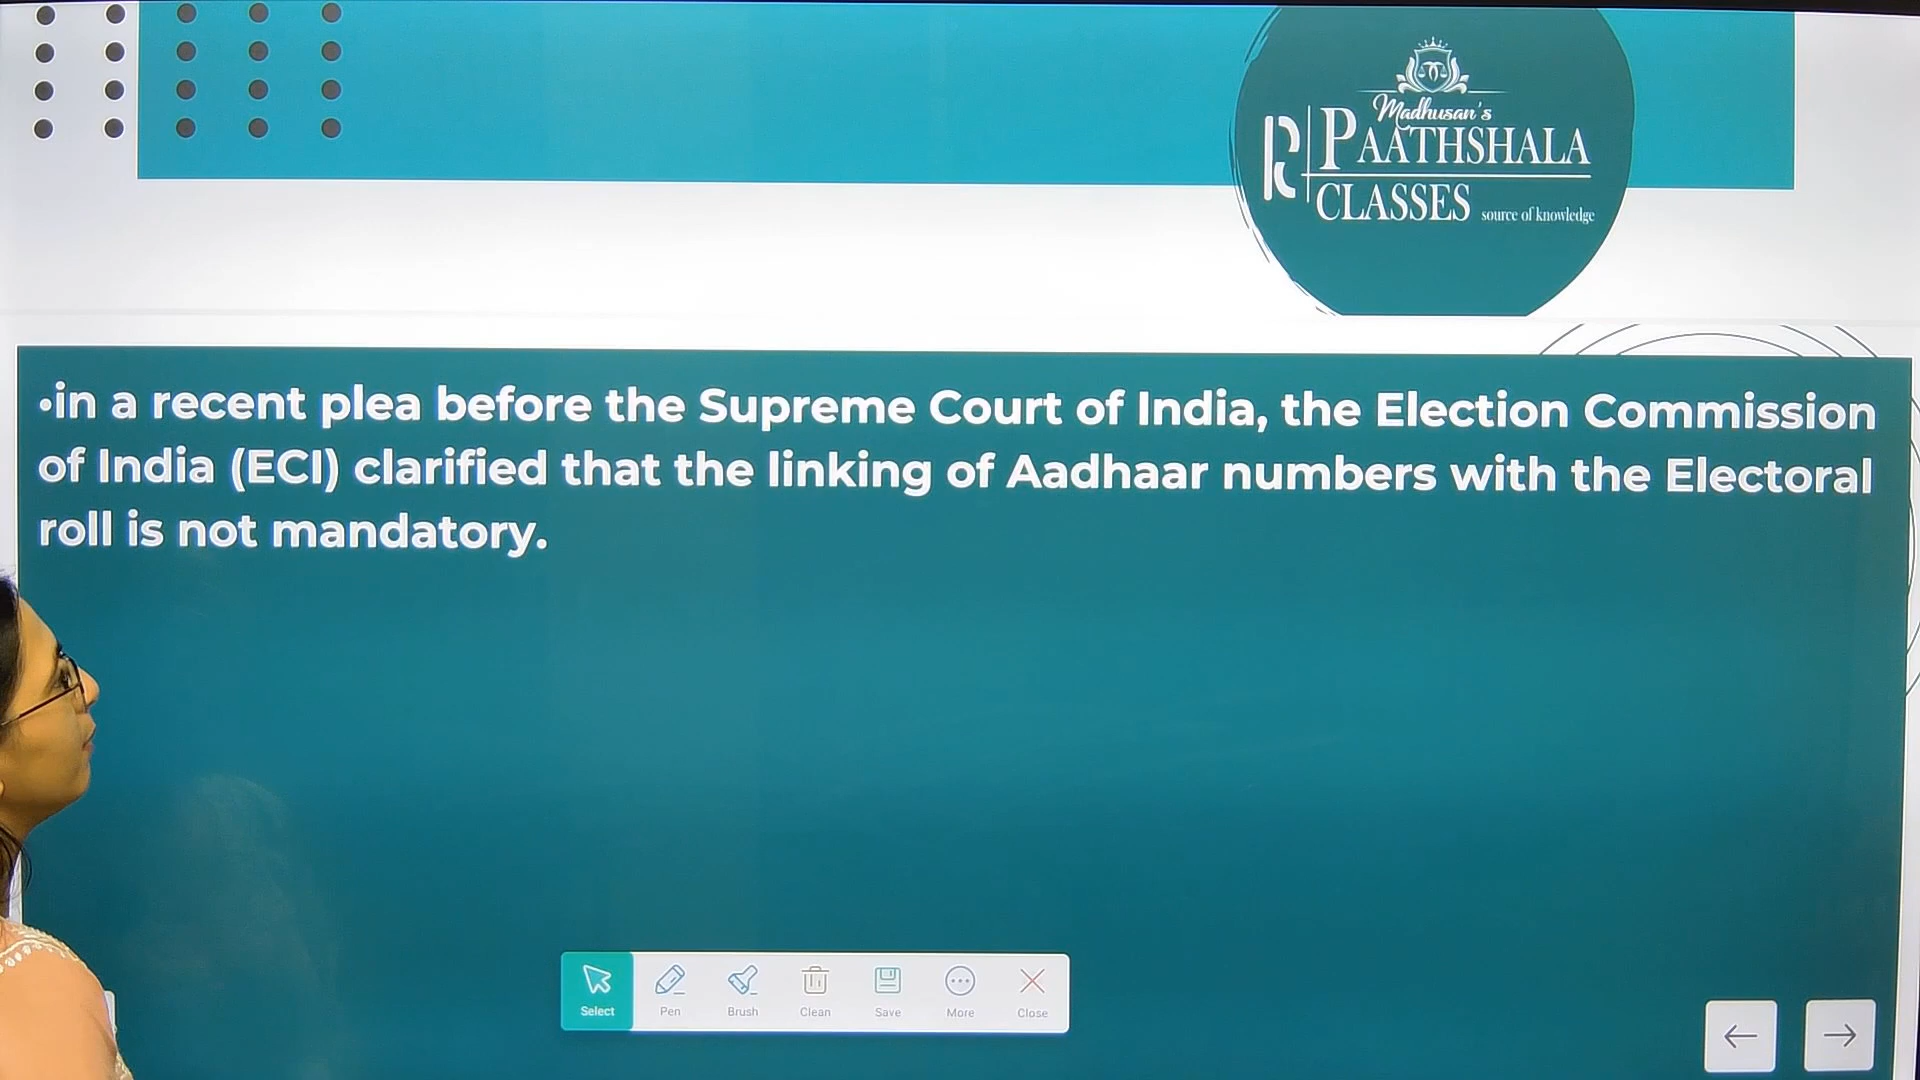 Madhusan's
PAATHSHALA
CLASSES source of knowledge
•in a recent plea before the Supreme Court of India, the Election Commission
of India (ECI) clarified that the linking of Aadhaar numbers with the Electoral
roll is not mandatory.
Select Pen Brush Clean Save More Close